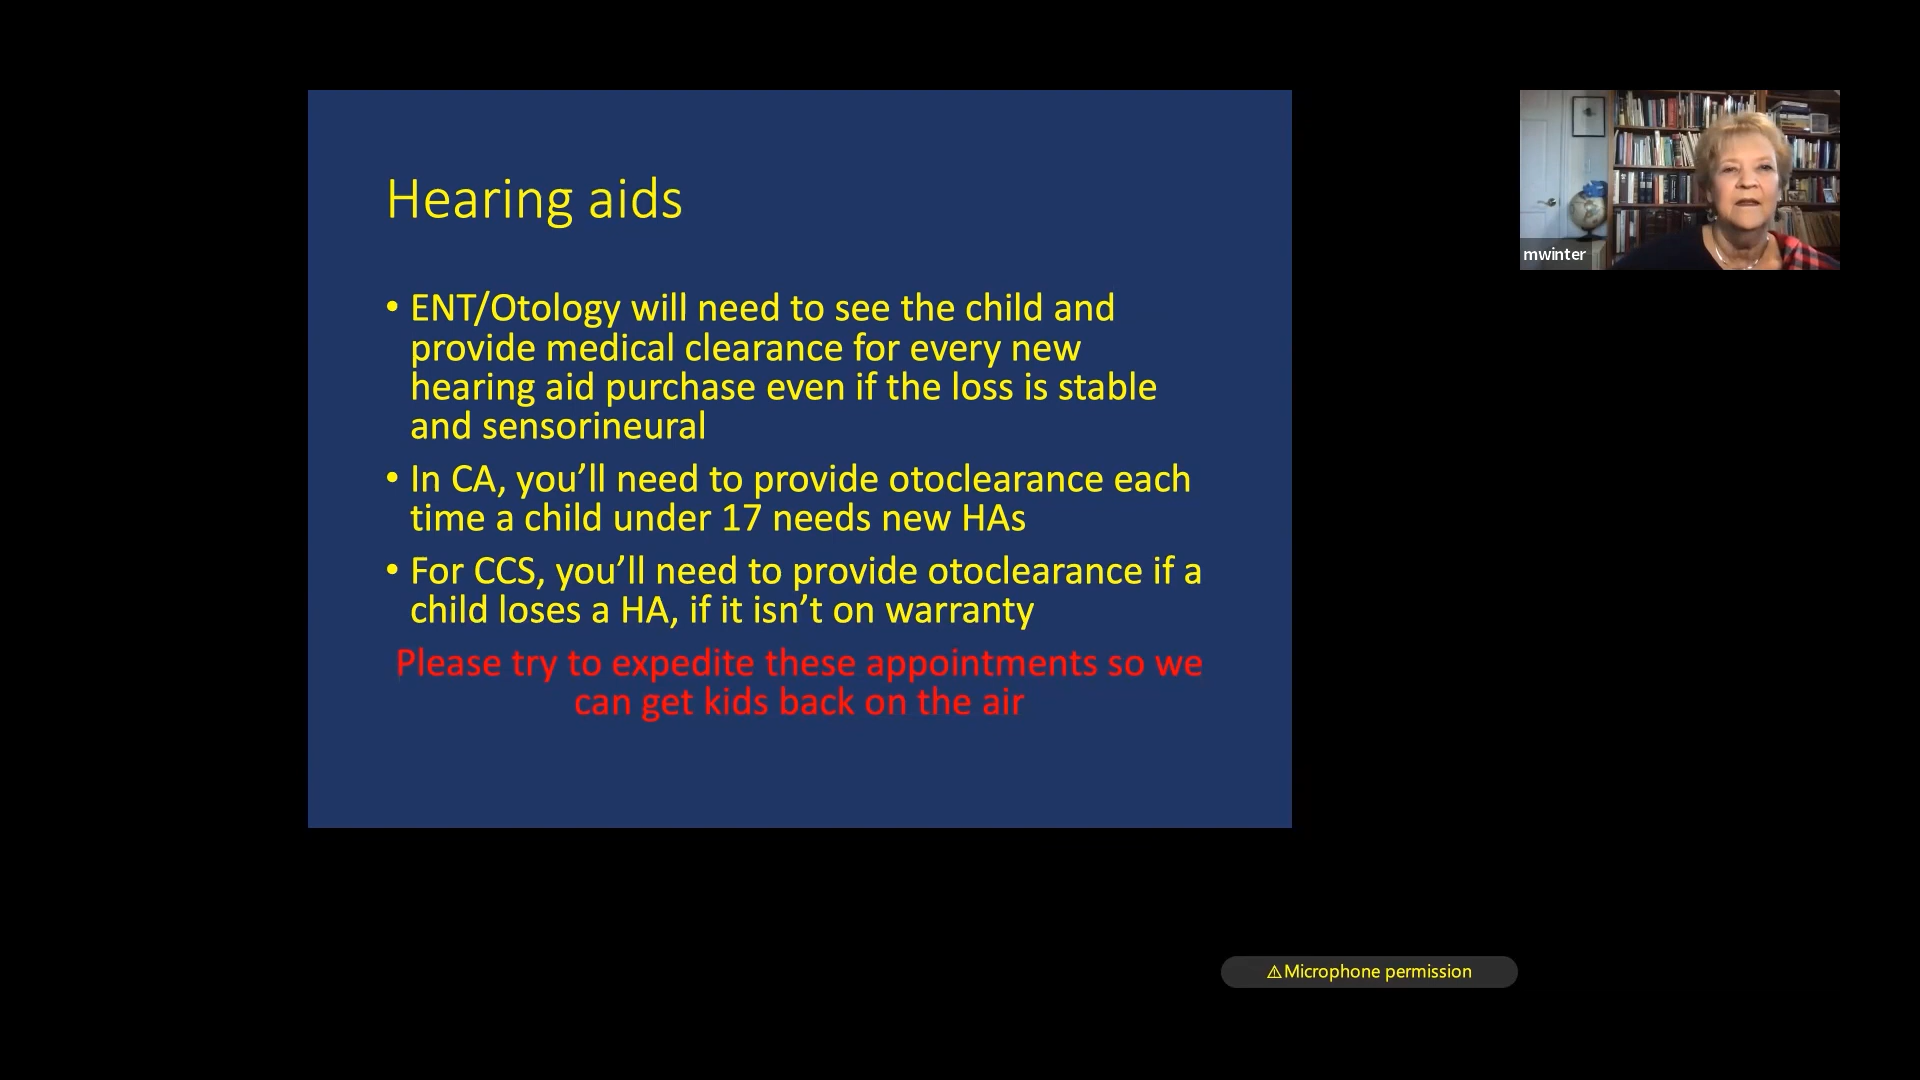 Hearing aids
• ENT/Otology will need to see the child and
provide medical clearance for every new
hearing aid purchase even if the loss is stable
and sensorineural
• In CA, you’ll need to provide otoclearance each
time a child under 17 needs new HAs
• For CCS, you’ll need to provide otoclearance if a
child loses a HA, if it isn’t on warranty
Please try to expedite these appointments so we
can get kids back on the air
mwinter
⚠Microphone permission